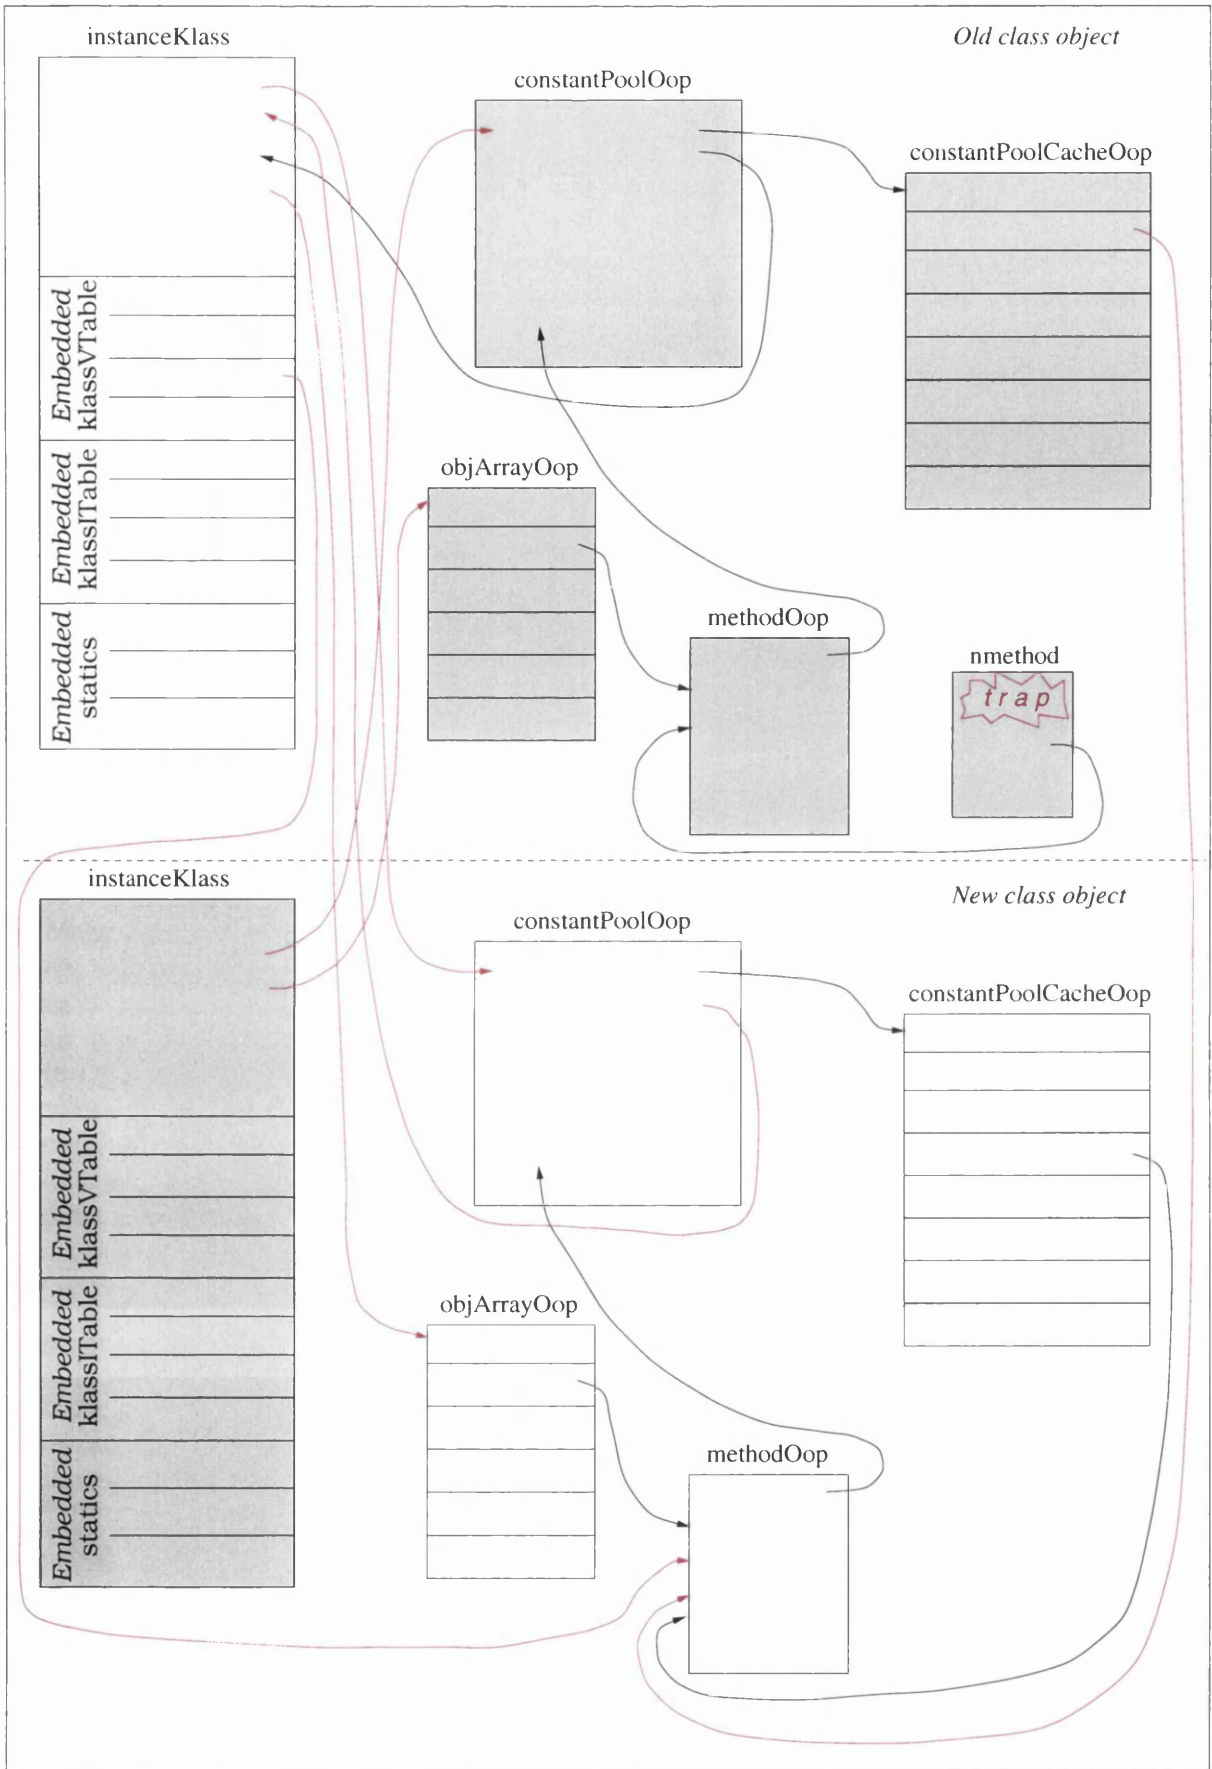 instanceKlass
Old class object
constantPoolOop
constantPoolCacheOop
Embedded
klassVTable
Embedded
klassITable
objArrayOop
Embedded
statics
methodOop
nmethod
trap
instanceKlass
New class object
constantPoolOop
constantPoolCacheOop
Embedded
klassVTable
Embedded
klassITable
objArrayOop
Embedded
statics
methodOop